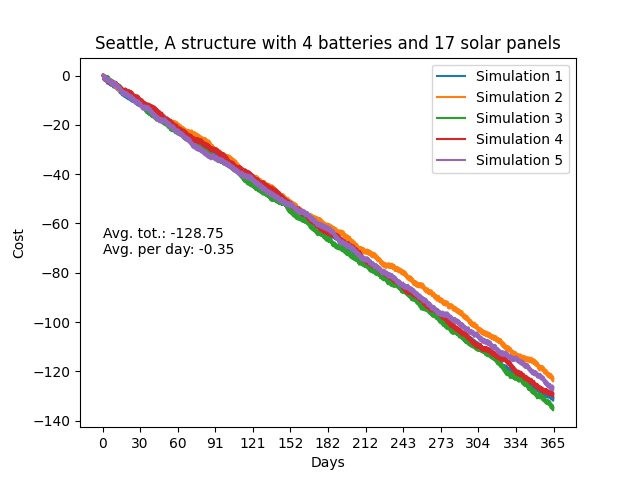 Seattle, A structure with 4 batteries and 17 solar panels
Simulation 1
Simulation 2
Simulation 3
Simulation 4
Simulation 5
Avg. tot.: -128.75
Avg. per day: -0.35
Cost
0
−20
−40
−60
−80
−100
−120
−140
0 30 60 91 121 152 182 212 243 273 304 334 365
Days